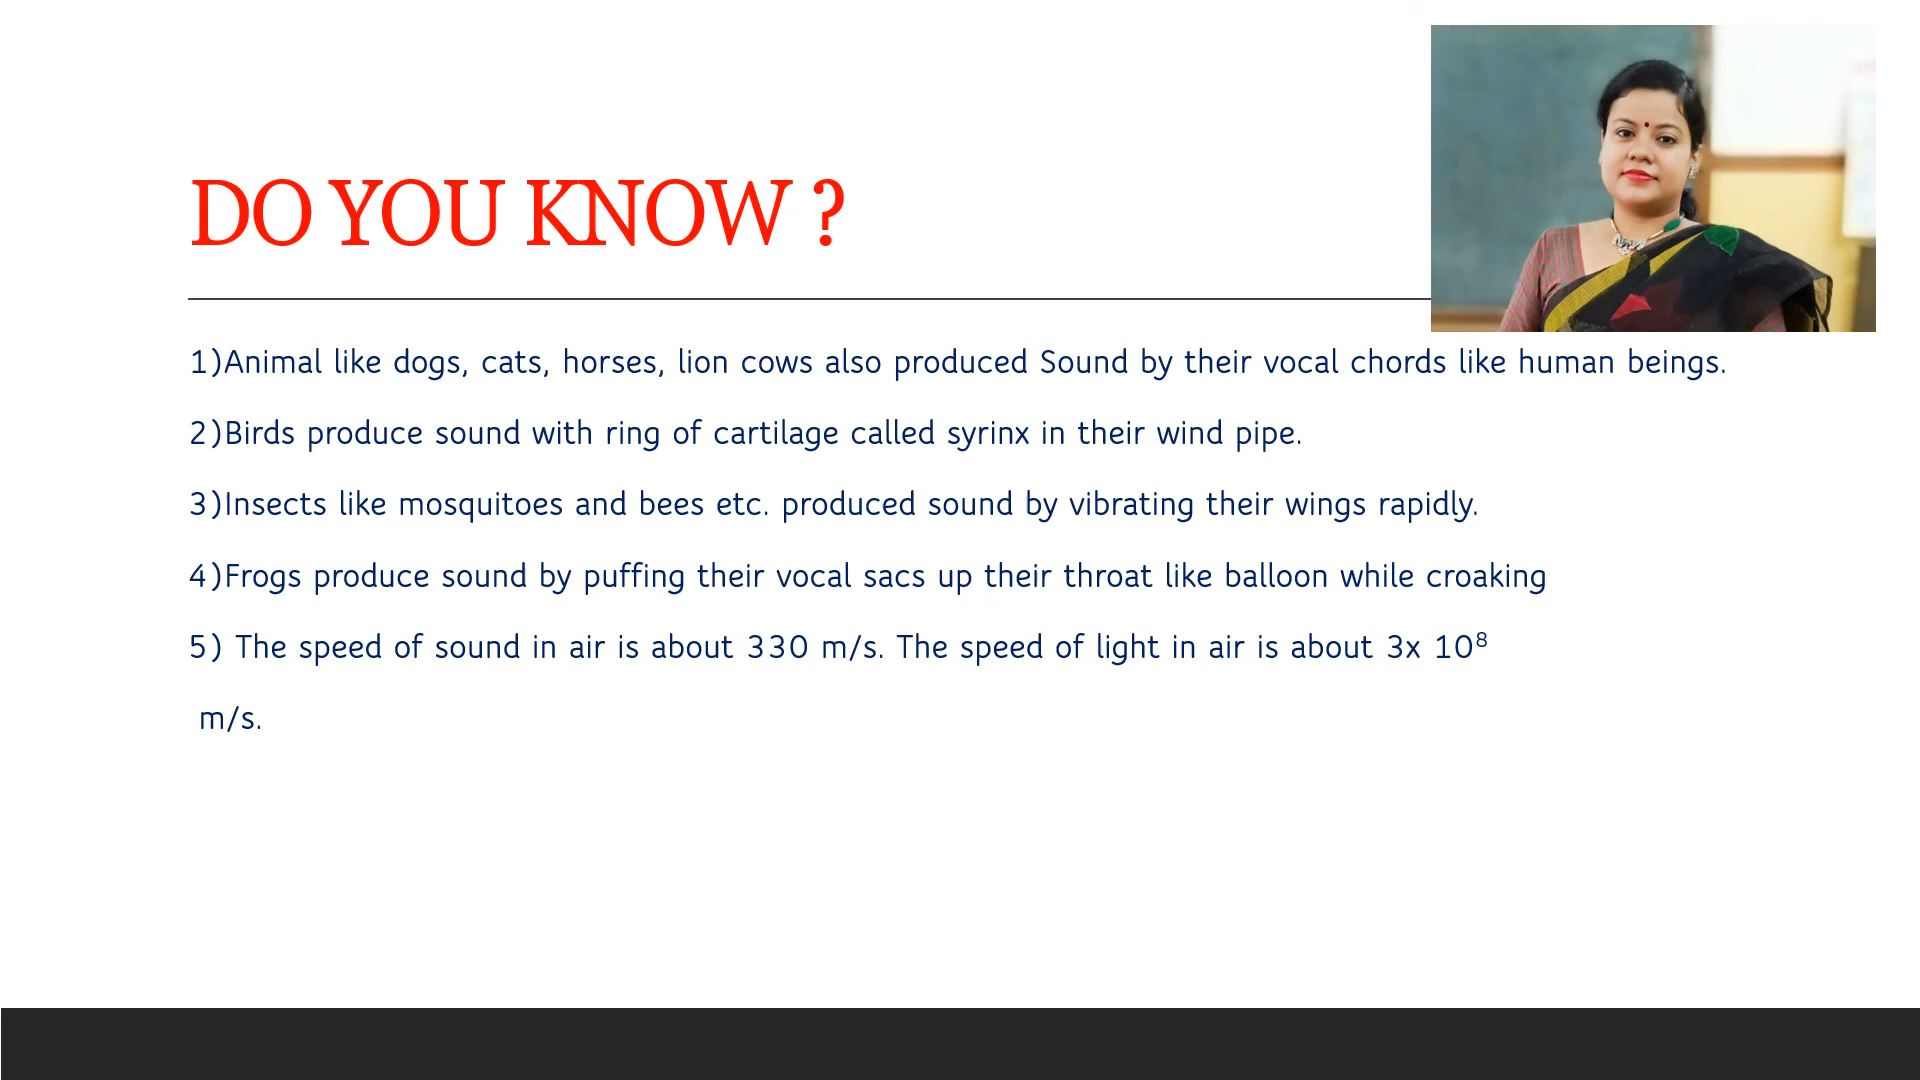 DO YOU KNOW ?
1)Animal like dogs, cats, horses, lion cows also produced Sound by their vocal chords like human beings.
2)Birds produce sound with ring of cartilage called syrinx in their wind pipe.
3)Insects like mosquitoes and bees etc. produced sound by vibrating their wings rapidly.
4)Frogs produce sound by puffing their vocal sacs up their throat like balloon while croaking
5) The speed of sound in air is about 330 m/s. The speed of light in air is about 3x 10⁸
m/s.